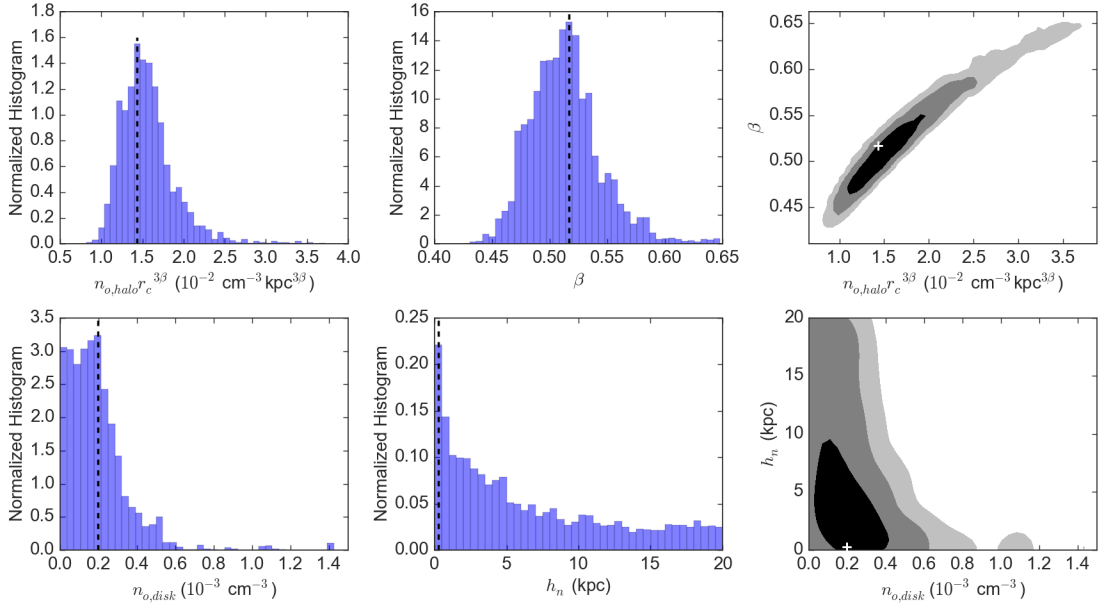 Normalized Histogram
1.8
1.6
1.4
1.2
1.0
0.8
0.6
0.4
0.2
0.0
0.5 1.0 1.5 2.0 2.5 3.0 3.5 4.0
n_{o,halo} r_c^{3β} (10^{-2} cm^{-3} kpc^{3β})
Normalized Histogram
16
14
12
10
8
6
4
2
0
0.40 0.45 0.50 0.55 0.60 0.65
β
β
0.65
0.60
0.55
0.50
0.45
1.0 1.5 2.0 2.5 3.0 3.5
n_{o,halo} r_c^{3β} (10^{-2} cm^{-3} kpc^{3β})
Normalized Histogram
3.5
3.0
2.5
2.0
1.5
1.0
0.5
0.0
0.0 0.2 0.4 0.6 0.8 1.0 1.2 1.4
n_{o,disk} (10^{-3} cm^{-3})
Normalized Histogram
0.25
0.20
0.15
0.10
0.05
0.00
0 5 10 15 20
h_n (kpc)
h_n (kpc)
20
15
10
5
0
0.0 0.2 0.4 0.6 0.8 1.0 1.2 1.4
n_{o,disk} (10^{-3} cm^{-3})